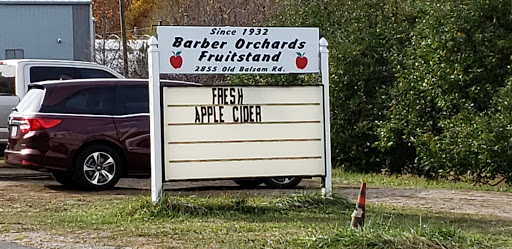 Since 1932
Barber Orchards
Fruitstand
2855 Old Balsam Rd.
FRESH
APPLE CIDER